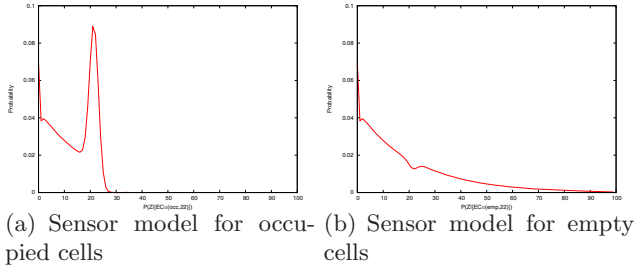 0.1
0.08
0.06
0.04
0.02
0
Probability
0 10 20 30 40 50 60 70 80 90 100
P(Z|[EC=(occ,22)])
0.1
0.08
0.06
0.04
0.02
0
Probability
0 10 20 30 40 50 60 70 80 90 100
P(Z|[EC=(emp,22)])
(a) Sensor model for occu-
pied cells
(b) Sensor model for empty
cells